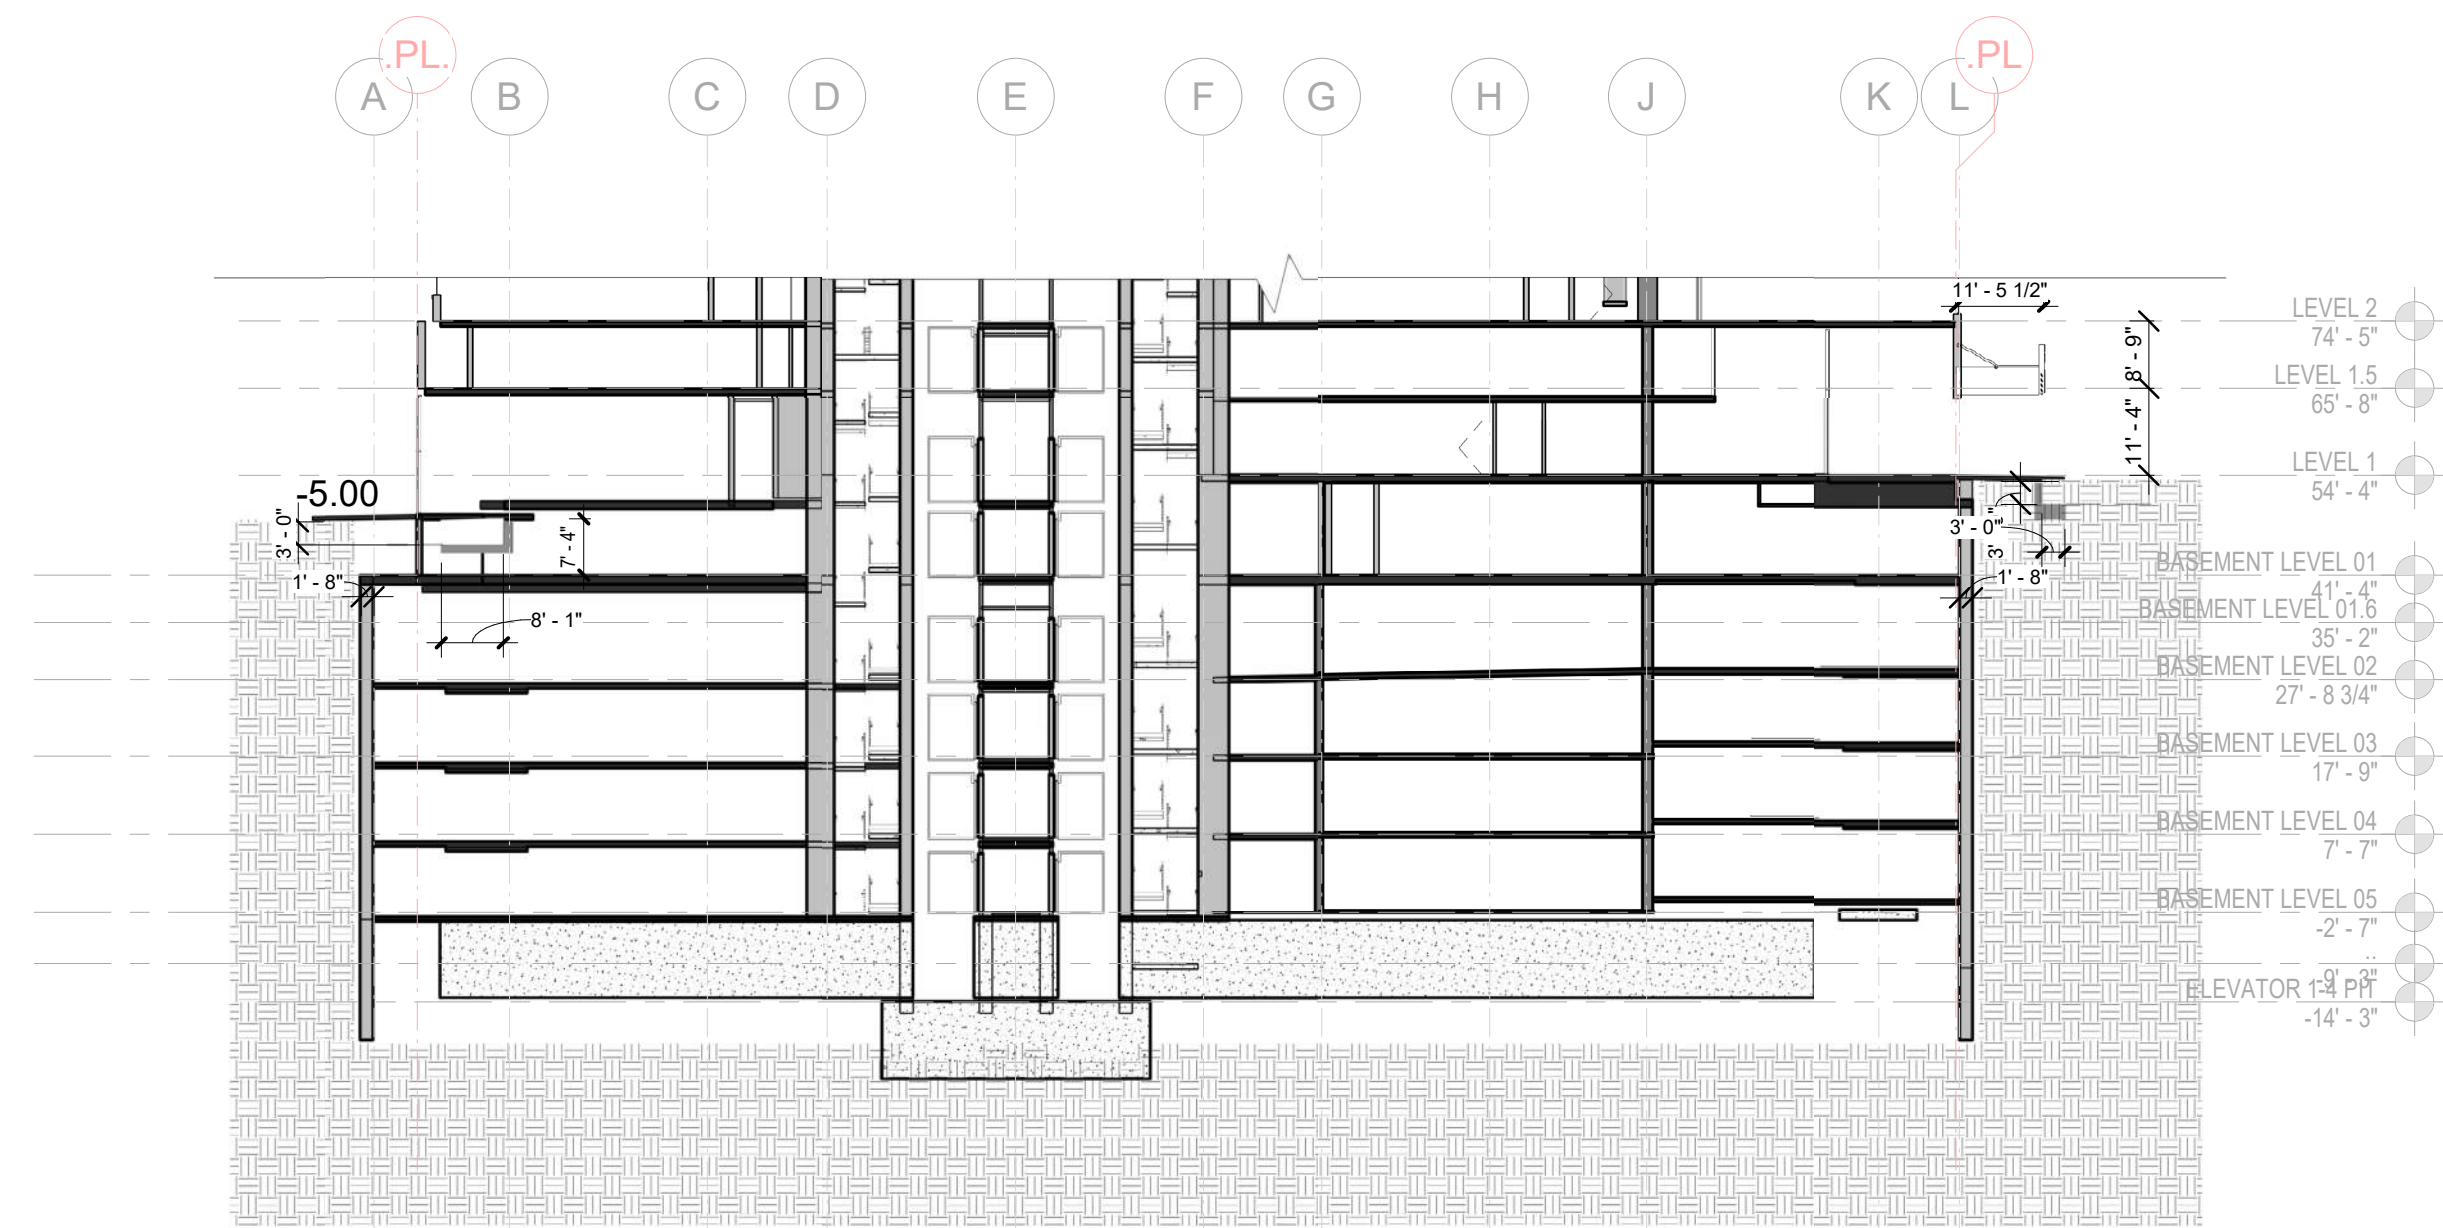 .PL.
.PL
A
B
C
D
E
F
G
H
J
K
L
11' - 5 1/2"
LEVEL 2
74' - 5"
8' - 9"
LEVEL 1.5
65' - 8"
11' - 4"
LEVEL 1
54' - 4"
-5.00
3' - 0"
7' - 4"
3' - 0"
3'
1' - 8"
8' - 1"
1' - 8"
BASEMENT LEVEL 01
41' - 4"
BASEMENT LEVEL 01.6
35' - 2"
BASEMENT LEVEL 02
27' - 8 3/4"
BASEMENT LEVEL 03
17' - 9"
BASEMENT LEVEL 04
7' - 7"
BASEMENT LEVEL 05
-2' - 7"
..
-9' - 3"
ELEVATOR 1-4 PIT
-14' - 3"